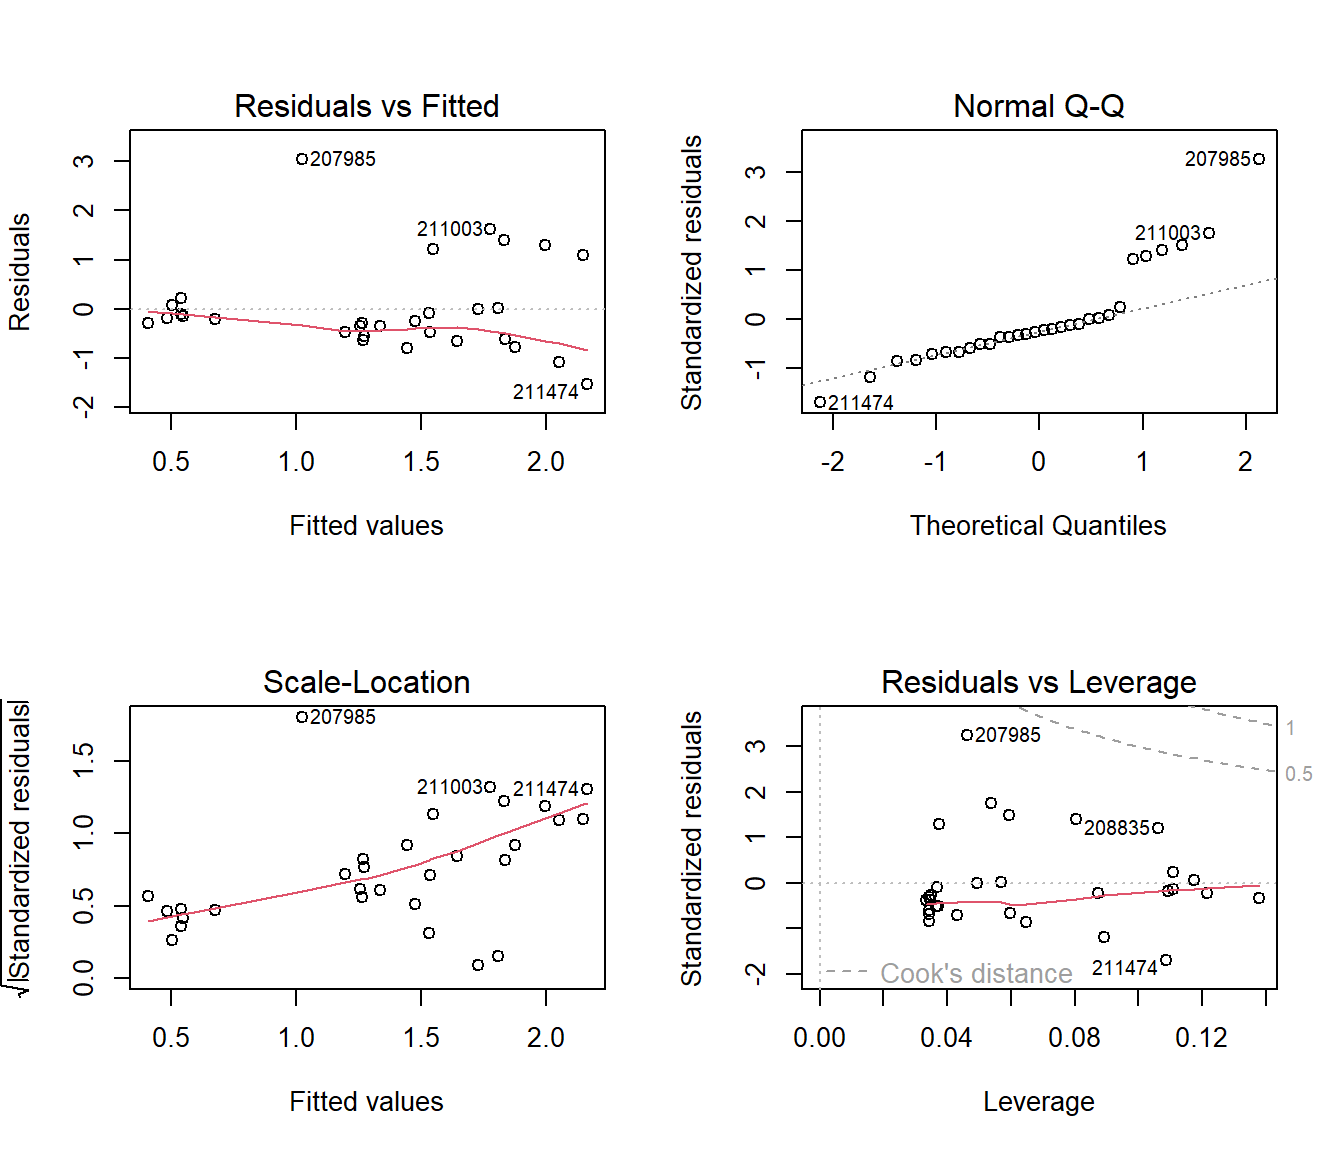 Residuals vs Fitted
Residuals
3
2
1
0
-1
-2
207985
211003
211474
0.5 1.0 1.5 2.0
Fitted values
Normal Q-Q
Standardized residuals
3
2
1
0
-1
207985
211003
211474
-2 -1 0 1 2
Theoretical Quantiles
Scale-Location
√|Standardized residuals|
1.5
1.0
0.5
0.0
207985
211003
211474
0.5 1.0 1.5 2.0
Fitted values
Residuals vs Leverage
Standardized residuals
3
2
1
0
-2
207985
208835
211474
1
0.5
Cook's distance
0.00 0.04 0.08 0.12
Leverage